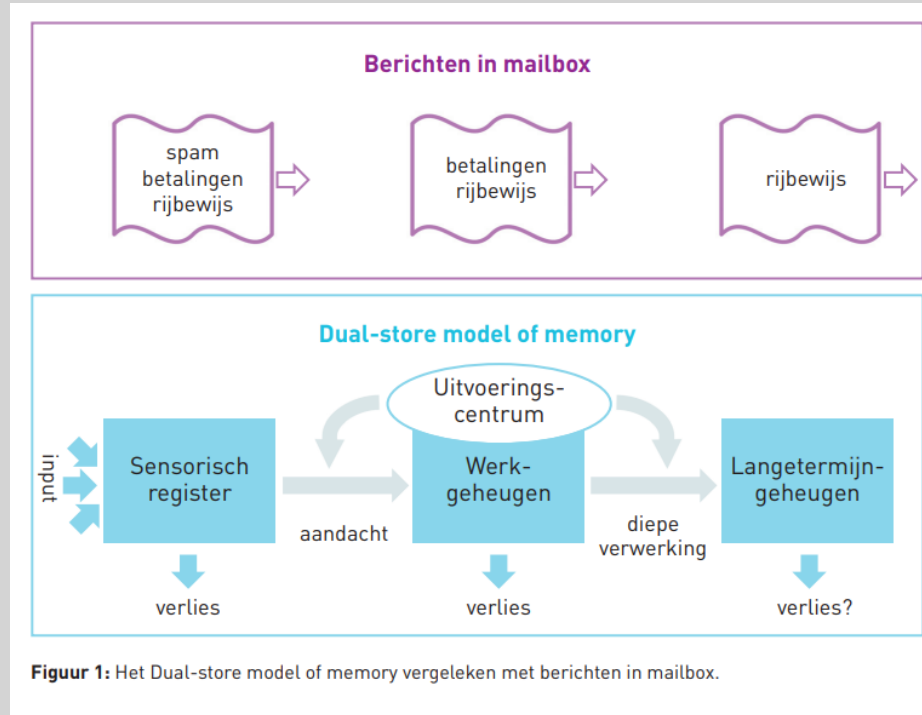 Berichten in mailbox
spam
betalingen
rijbewijs
betalingen
rijbewijs
rijbewijs
Dual-store model of memory
Uitvoerings-
centrum
input
Sensorisch
register
aandacht
Werk-
geheugen
diepe
verwerking
Langetermijn-
geheugen
verlies
verlies
verlies?
Figuur 1: Het Dual-store model of memory vergeleken met berichten in mailbox.